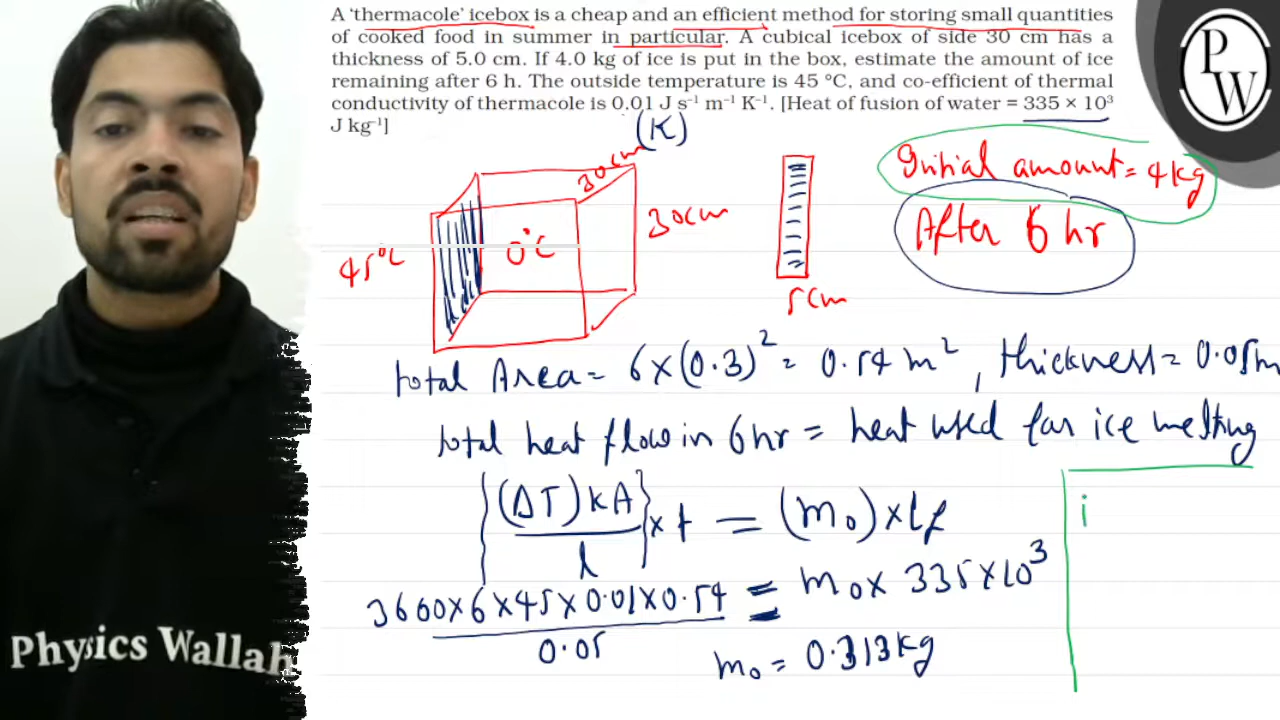 A 'thermacole' icebox is a cheap and an efficient method for storing small quantities
of cooked food in summer in particular. A cubical icebox of side 30 cm has a
thickness of 5.0 cm. If 4.0 kg of ice is put in the box, estimate the amount of ice
remaining after 6 h. The outside temperature is 45 °C, and co-efficient of thermal
conductivity of thermacole is 0.01 J s⁻¹ m⁻¹ K⁻¹. [Heat of fusion of water = 335 × 10³
J kg⁻¹]
(K)
PW
30cm
30cm
45°C
0°C
5cm
Initial amount = 4kg
After 6 hr
total Area = 6×(0.3)² = 0.54 m², thickness = 0.05m
total heat flow in 6hr = heat used for ice melting
{(ΔT)KA/l}×t = (m₀)×Lf
3600×6×45×0.01×0.54/0.05 = m₀×335×10³
m₀ = 0.313kg
i
Physics Wallah